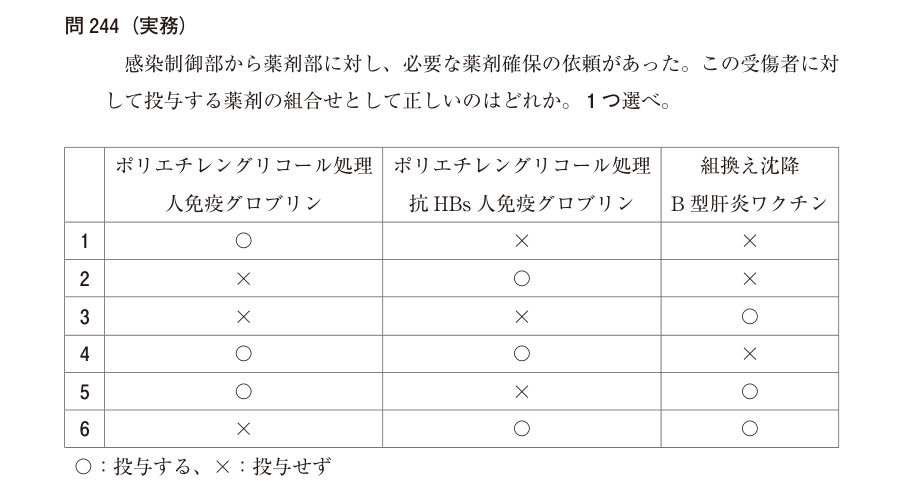 問 244（実務）
感染制御部から薬剤部に対し、必要な薬剤確保の依頼があった。この受傷者に対
して投与する薬剤の組合せとして正しいのはどれか。１つ選べ。
ポリエチレングリコール処理 ポリエチレングリコール処理 組換え沈降
人免疫グロブリン 抗 HBs 人免疫グロブリン B 型肝炎ワクチン
1 ○ × ×
2 × ○ ×
3 × × ○
4 ○ ○ ×
5 ○ × ○
6 × ○ ○
○：投与する、×：投与せず